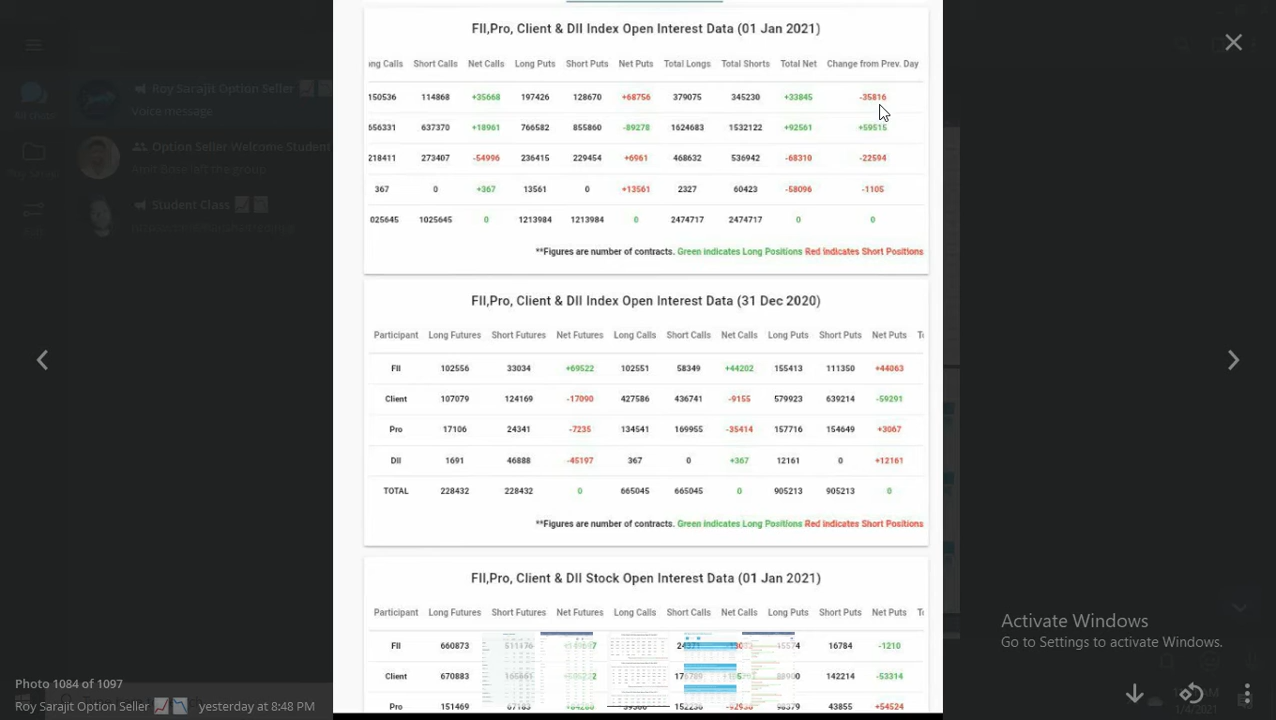 FII,Pro, Client & DII Index Open Interest Data (01 Jan 2021)
ng Calls Short Calls Net Calls Long Puts Short Puts Net Puts Total Longs Total Shorts Total Net Change from Prev. Day
150536 114868 +35668 197426 128670 +68756 379075 345230 +33845 -35816
656331 637370 +18961 766582 855860 -89278 1624683 1532122 +92561 +59515
218411 273407 -54996 236415 229454 +6961 468632 536942 -68310 -22594
367 0 +367 13561 0 +13561 2327 60423 -58096 -1105
025645 1025645 0 1213984 1213984 0 2474717 2474717 0 0
**Figures are number of contracts. Green indicates Long Positions Red indicates Short Positions
FII,Pro, Client & DII Index Open Interest Data (31 Dec 2020)
Participant Long Futures Short Futures Net Futures Long Calls Short Calls Net Calls Long Puts Short Puts Net Puts
FII 102556 33034 +69522 102551 58349 +44202 155413 111350 +44063
Client 107079 124169 -17090 427586 436741 -9155 579923 639214 -59291
Pro 17106 24341 -7235 134541 169955 -35414 157716 154649 +3067
DII 1691 46888 -45197 367 0 +367 12161 0 +12161
TOTAL 228432 228432 0 665045 665045 0 905213 905213 0
**Figures are number of contracts. Green indicates Long Positions Red indicates Short Positions
FII,Pro, Client & DII Stock Open Interest Data (01 Jan 2021)
Participant Long Futures Short Futures Net Futures Long Calls Short Calls Net Calls Long Puts Short Puts Net Puts
FII 660873 511176 16784 -1210
Client 670883 142214 -53314
Pro 151469 43855 +54524
Roy Sarajit Option Seller
Voice message
Option Seller Welcome Student
Amit Bose left the group
Student Class
Activate Windows
Go to Settings to activate Windows.
Photo 1084 of 1097
Roy Sarajit Option Seller yesterday at 8:48 PM
1/4/2021